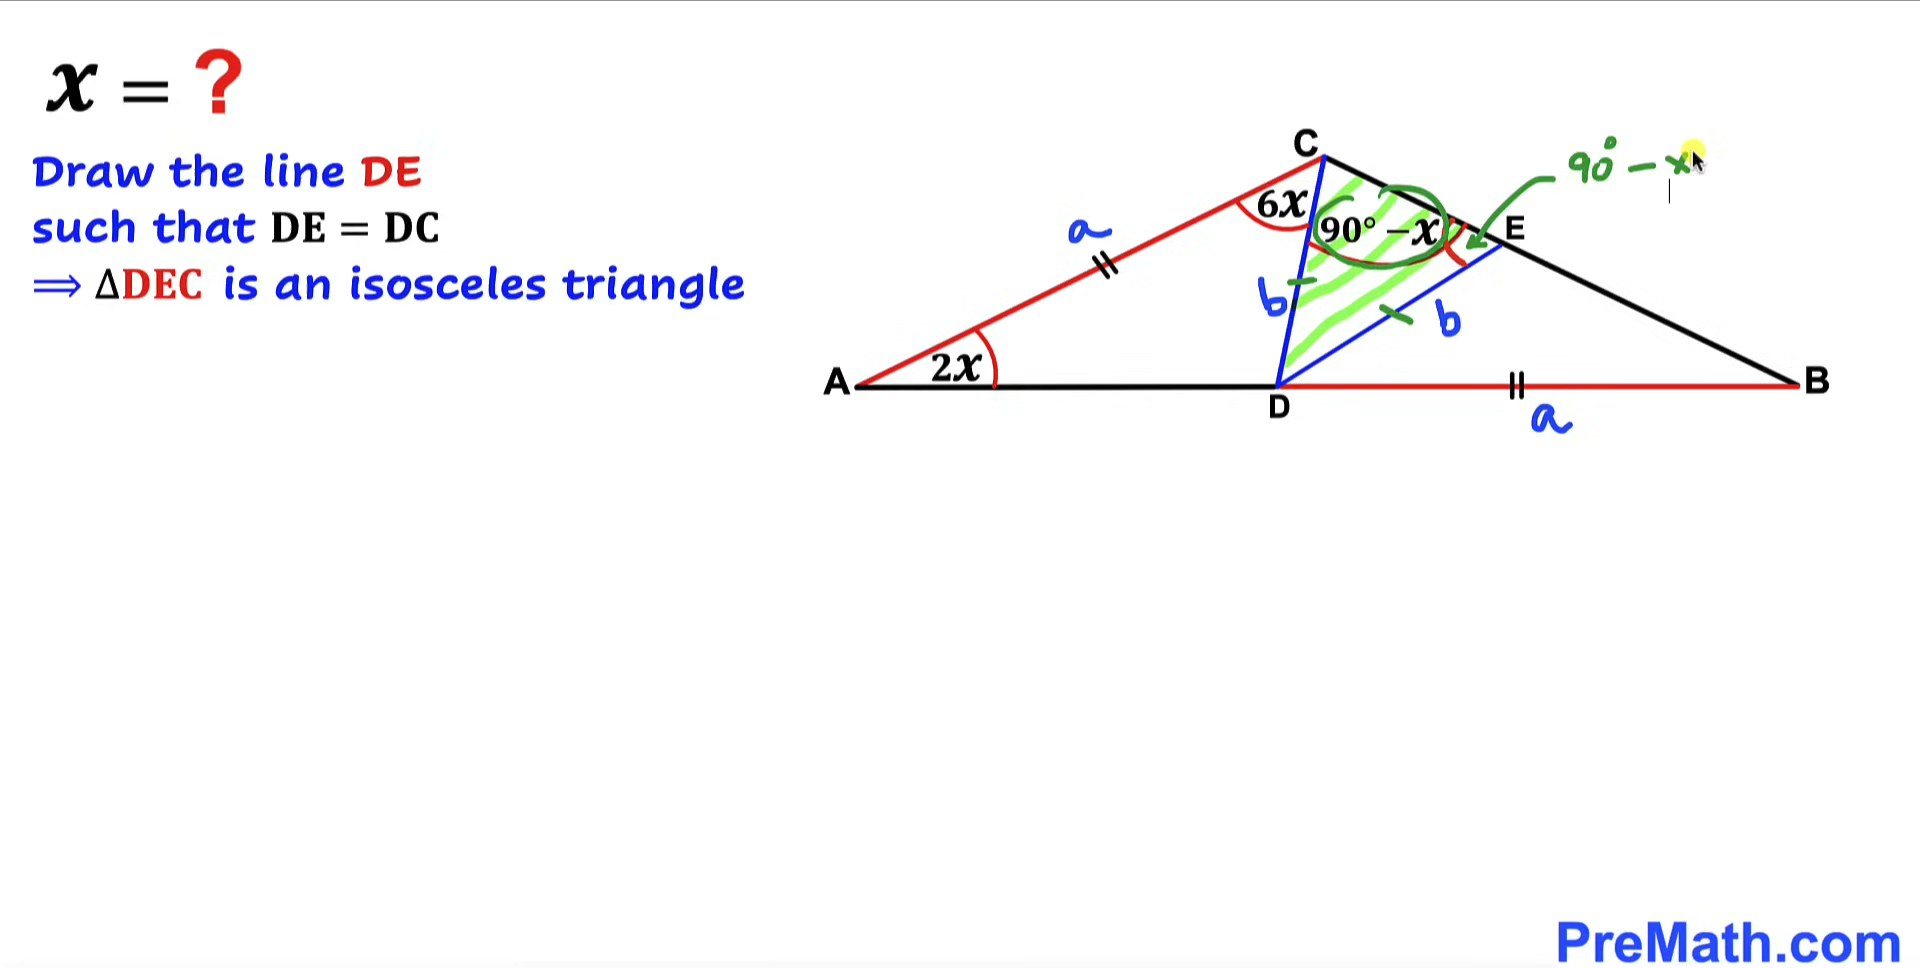 x = ?
Draw the line DE
such that DE = DC
⟹ ΔDEC is an isosceles triangle
C
90° – x
6x
90° – x
E
a
b
b
2x
A
B
D
a
PreMath.com